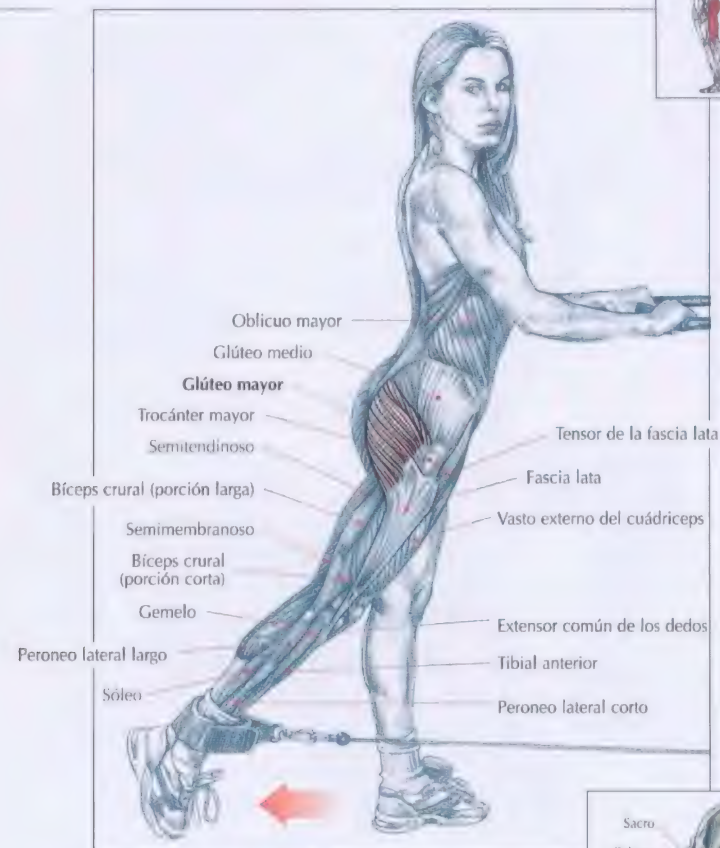 Oblicuo mayor
Glúteo medio
Glúteo mayor
Trocánter mayor
Semitendinoso
Bíceps crural (porción larga)
Semimembranoso
Bíceps crural
(porción corta)
Gemelo
Peroneo lateral largo
Sóleo
Tensor de la fascia lata
Fascia lata
Vasto externo del cuádriceps
Extensor común de los dedos
Tibial anterior
Peroneo lateral corto
Sacro